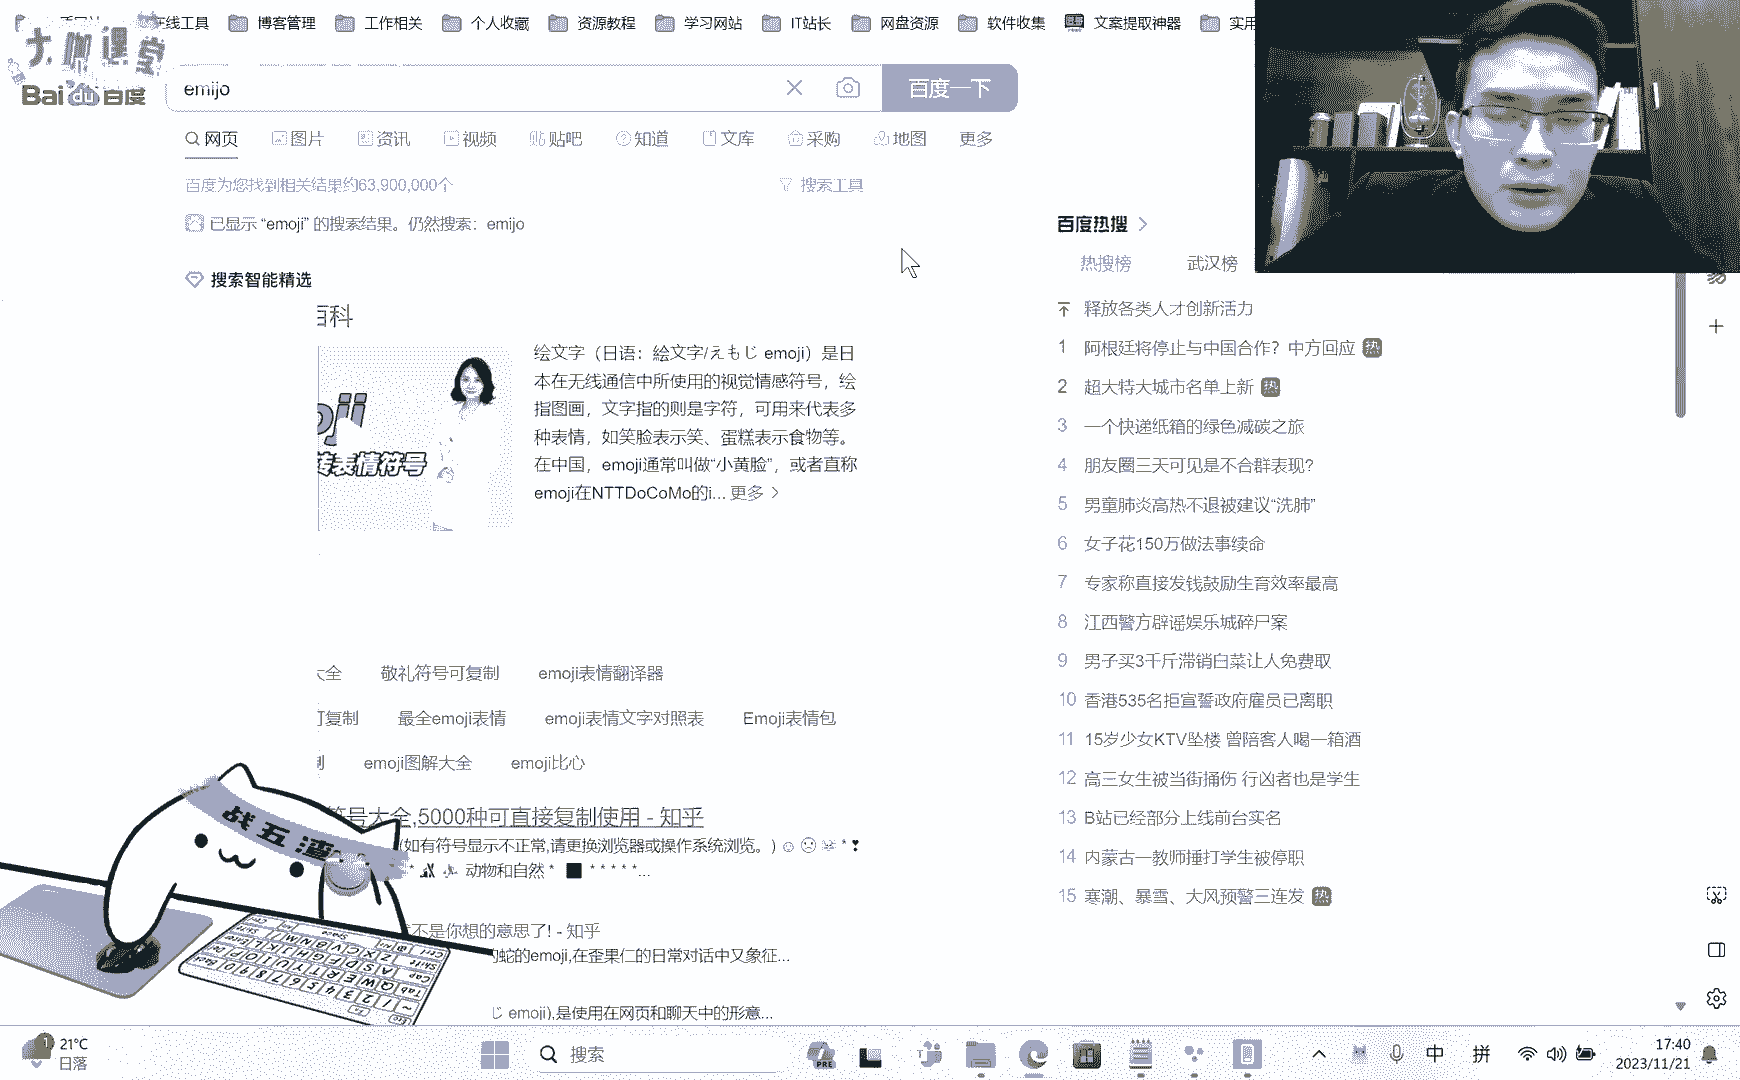 在线工具 博客管理 工作相关 个人收藏 资源教程 学习网站 IT站长 网盘资源 软件收集 文案提取神器 实用
大咖课堂
Bai du 百度 emijo 百度一下
网页 图片 资讯 视频 贴吧 知道 文库 采购 地图 更多
百度为您找到相关结果约63,900,000个 搜索工具
已显示 “emoji” 的搜索结果。仍然搜索：emijo
搜索智能精选
百科
绘文字（日语：絵文字/えもじ emoji）是日
本在无线通信中所使用的视觉情感符号，绘
指图画，文字指的则是字符，可用来代表多
种表情，如笑脸表示笑、蛋糕表示食物等。
在中国，emoji通常叫做“小黄脸”，或者直称
emoji在NTTDoCoMo的i... 更多
oji
表情符号
大全 敬礼符号可复制 emoji表情翻译器
可复制 最全emoji表情 emoji表情文字对照表 Emoji表情包
制 emoji图解大全 emoji比心
符号大全,5000种可直接复制使用 - 知乎
(如有符号显示不正常,请更换浏览器或操作系统浏览。) ☺ ☹ * ❣
* 动物和自然 * ■ * * * * *...
不是你想的意思了! - 知乎
的蛇的emoji,在歪果仁的日常对话中又象征...
じ emoji),是使用在网页和聊天中的形意...
百度热搜
热搜榜 武汉榜
释放各类人才创新活力
1 阿根廷将停止与中国合作？中方回应 热
2 超大特大城市名单上新 热
3 一个快递纸箱的绿色减碳之旅
4 朋友圈三天可见是不合群表现？
5 男童肺炎高热不退被建议“洗肺”
6 女子花150万做法事续命
7 专家称直接发钱鼓励生育效率最高
8 江西警方辟谣娱乐城碎尸案
9 男子买3千斤滞销白菜让人免费取
10 香港535名拒宣誓政府雇员已离职
11 15岁少女KTV坠楼 曾陪客人喝一箱酒
12 高三女生被当街捅伤 行凶者也是学生
13 B站已经部分上线前台实名
14 内蒙古一教师捶打学生被停职
15 寒潮、暴雪、大风预警三连发 热
战五渣
21°C
日落
搜索
PRE
中 拼
17:40
2023/11/21